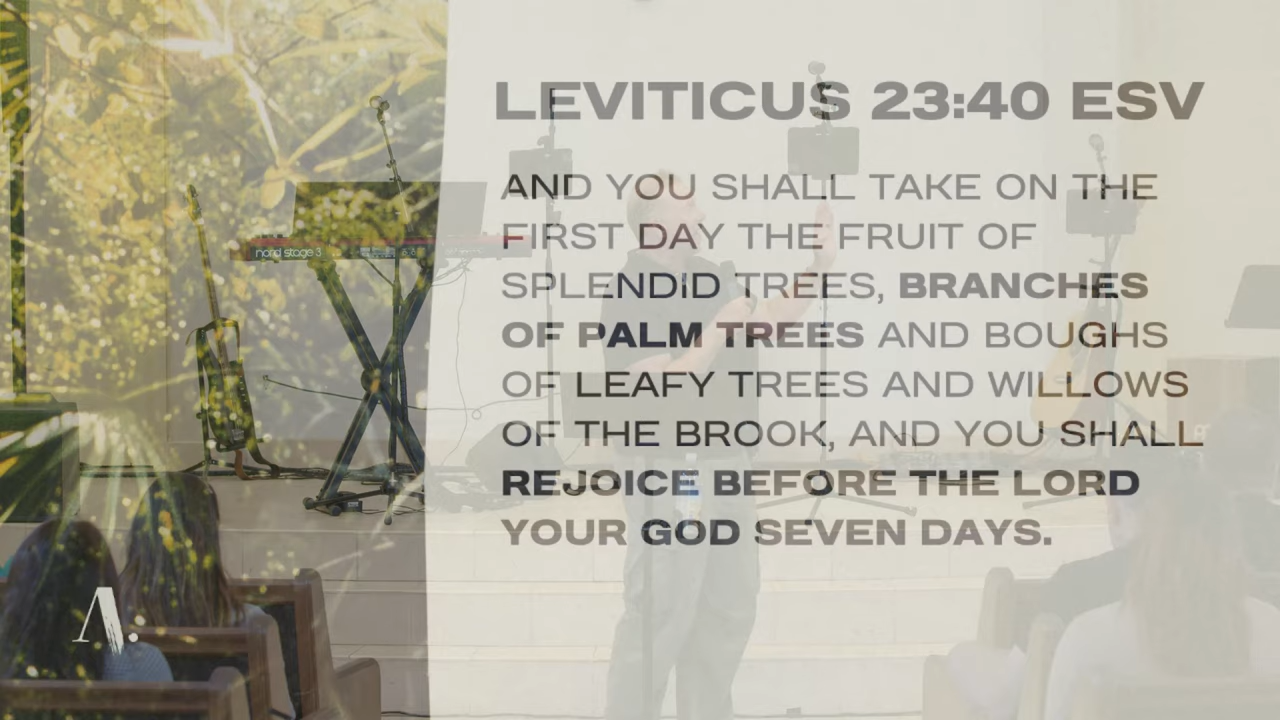 LEVITICUS 23:40 ESV
AND YOU SHALL TAKE ON THE
FIRST DAY THE FRUIT OF
SPLENDID TREES, BRANCHES
OF PALM TREES AND BOUGHS
OF LEAFY TREES AND WILLOWS
OF THE BROOK, AND YOU SHALL
REJOICE BEFORE THE LORD
YOUR GOD SEVEN DAYS.
nord stage 3
A.